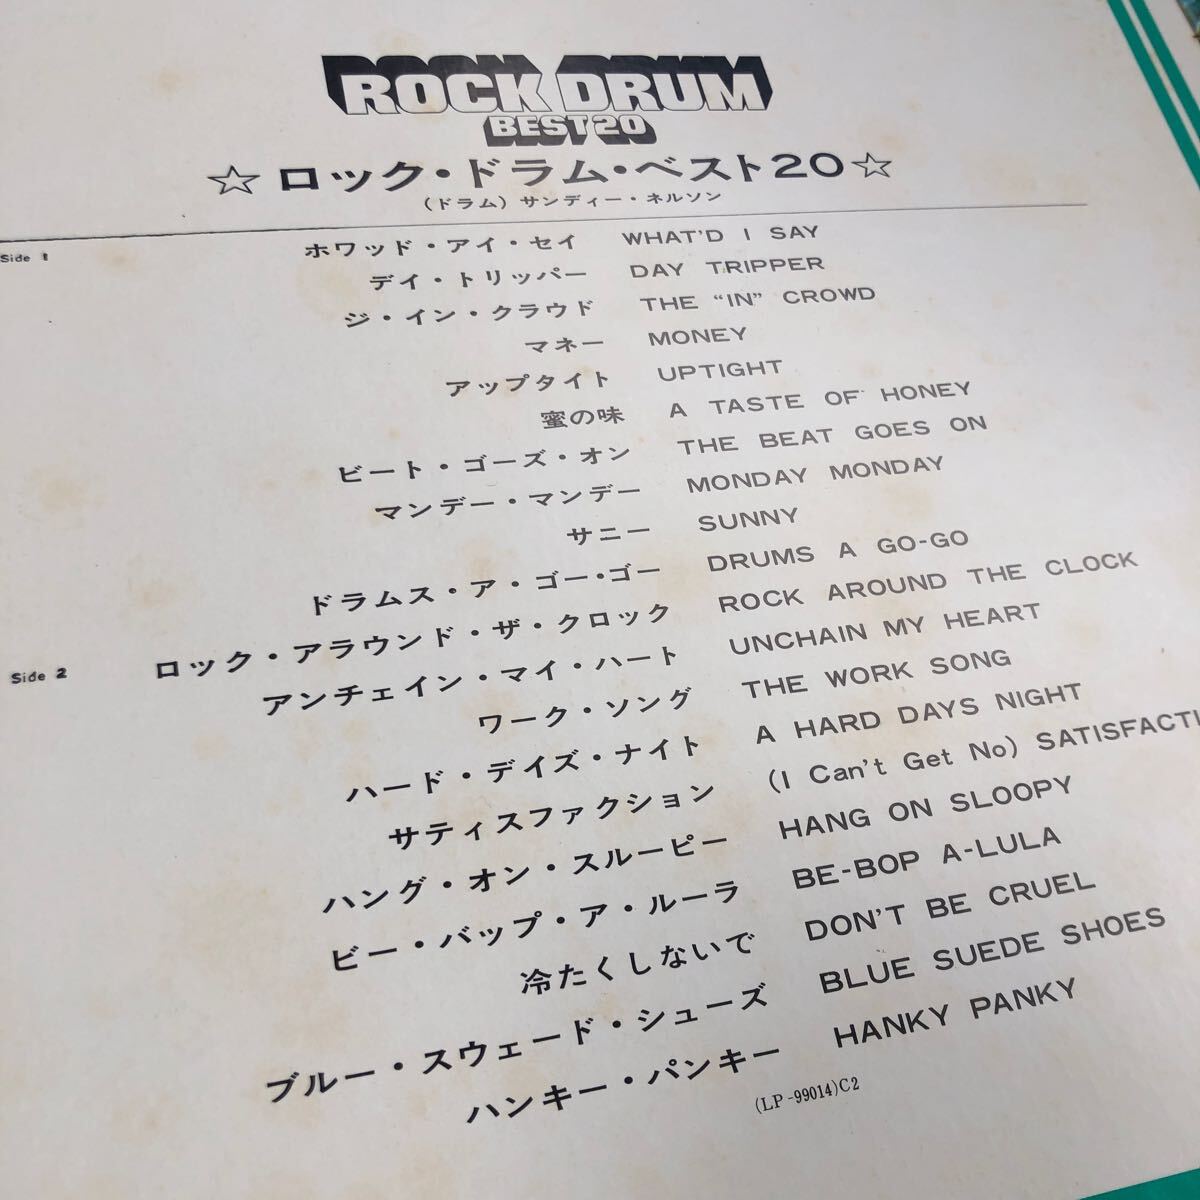 ROCK DRUM
BEST 20
☆ロック・ドラム・ベスト20☆
(ドラム) サンディー・ネルソン
Side 1
ホワッド・アイ・セイ WHAT'D I SAY
デイ・トリッパー DAY TRIPPER
ジ・イン・クラウド THE "IN" CROWD
マネー MONEY
アップタイト UPTIGHT
蜜の味 A TASTE OF HONEY
ビート・ゴーズ・オン THE BEAT GOES ON
マンデー・マンデー MONDAY MONDAY
サニー SUNNY
ドラムス・ア・ゴー・ゴー DRUMS A GO-GO
Side 2
ロック・アラウンド・ザ・クロック ROCK AROUND THE CLOCK
アンチェイン・マイ・ハート UNCHAIN MY HEART
ワーク・ソング THE WORK SONG
ハード・デイズ・ナイト A HARD DAYS NIGHT
サティスファクション (I Can't Get No) SATISFACTI
ハング・オン・スルーピー HANG ON SLOOPY
ビー・バップ・ア・ルーラ BE-BOP A-LULA
冷たくしないで DON'T BE CRUEL
ブルー・スウェード・シューズ BLUE SUEDE SHOES
ハンキー・パンキー HANKY PANKY
(LP-99014)C2